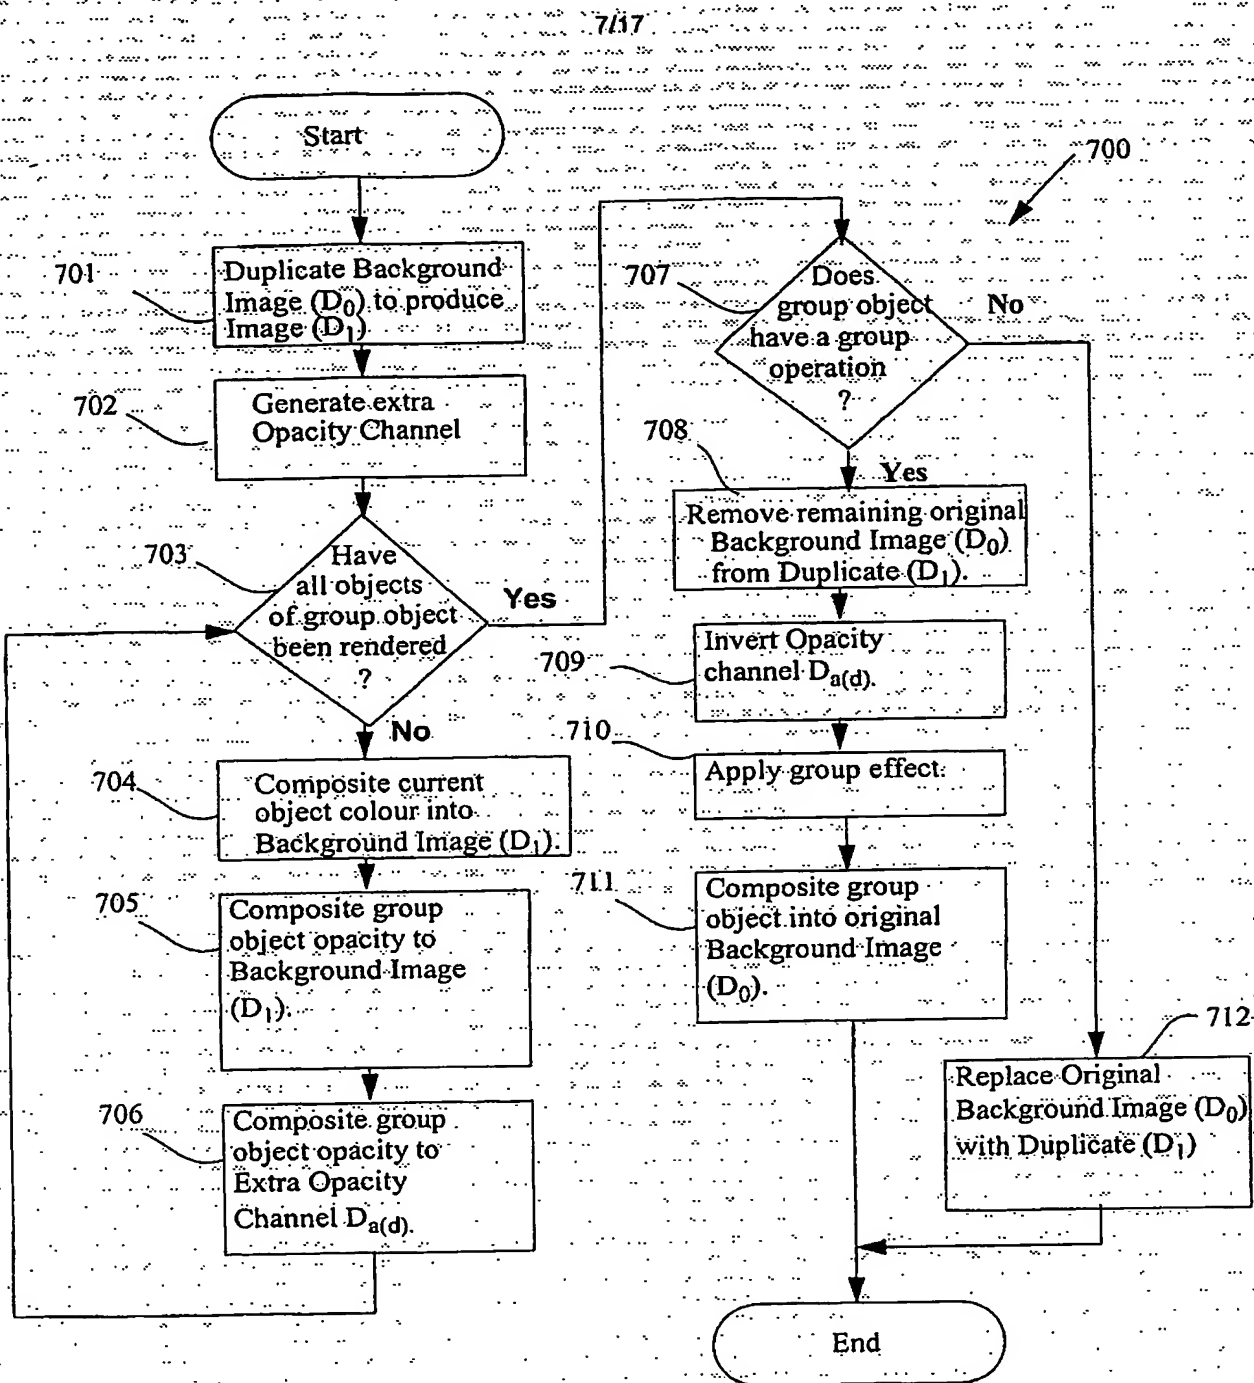 7/17
Start
700
701
Duplicate Background
Image (D0) to produce
Image (D1)
702
Generate extra
Opacity Channel
703
Have
all objects
of group object
been rendered
?
Yes
No
704
Composite current
object colour into
Background Image (D1).
705
Composite group
object opacity to
Background Image
(D1).
706
Composite group
object opacity to
Extra Opacity
Channel Da(d).
707
Does
group object
have a group
operation
?
No
Yes
708
Remove remaining original
Background Image (D0)
from Duplicate (D1).
709
Invert Opacity
channel Da(d).
710
Apply group effect.
711
Composite group
object into original
Background Image
(D0).
712
Replace Original
Background Image (D0)
with Duplicate (D1)
End